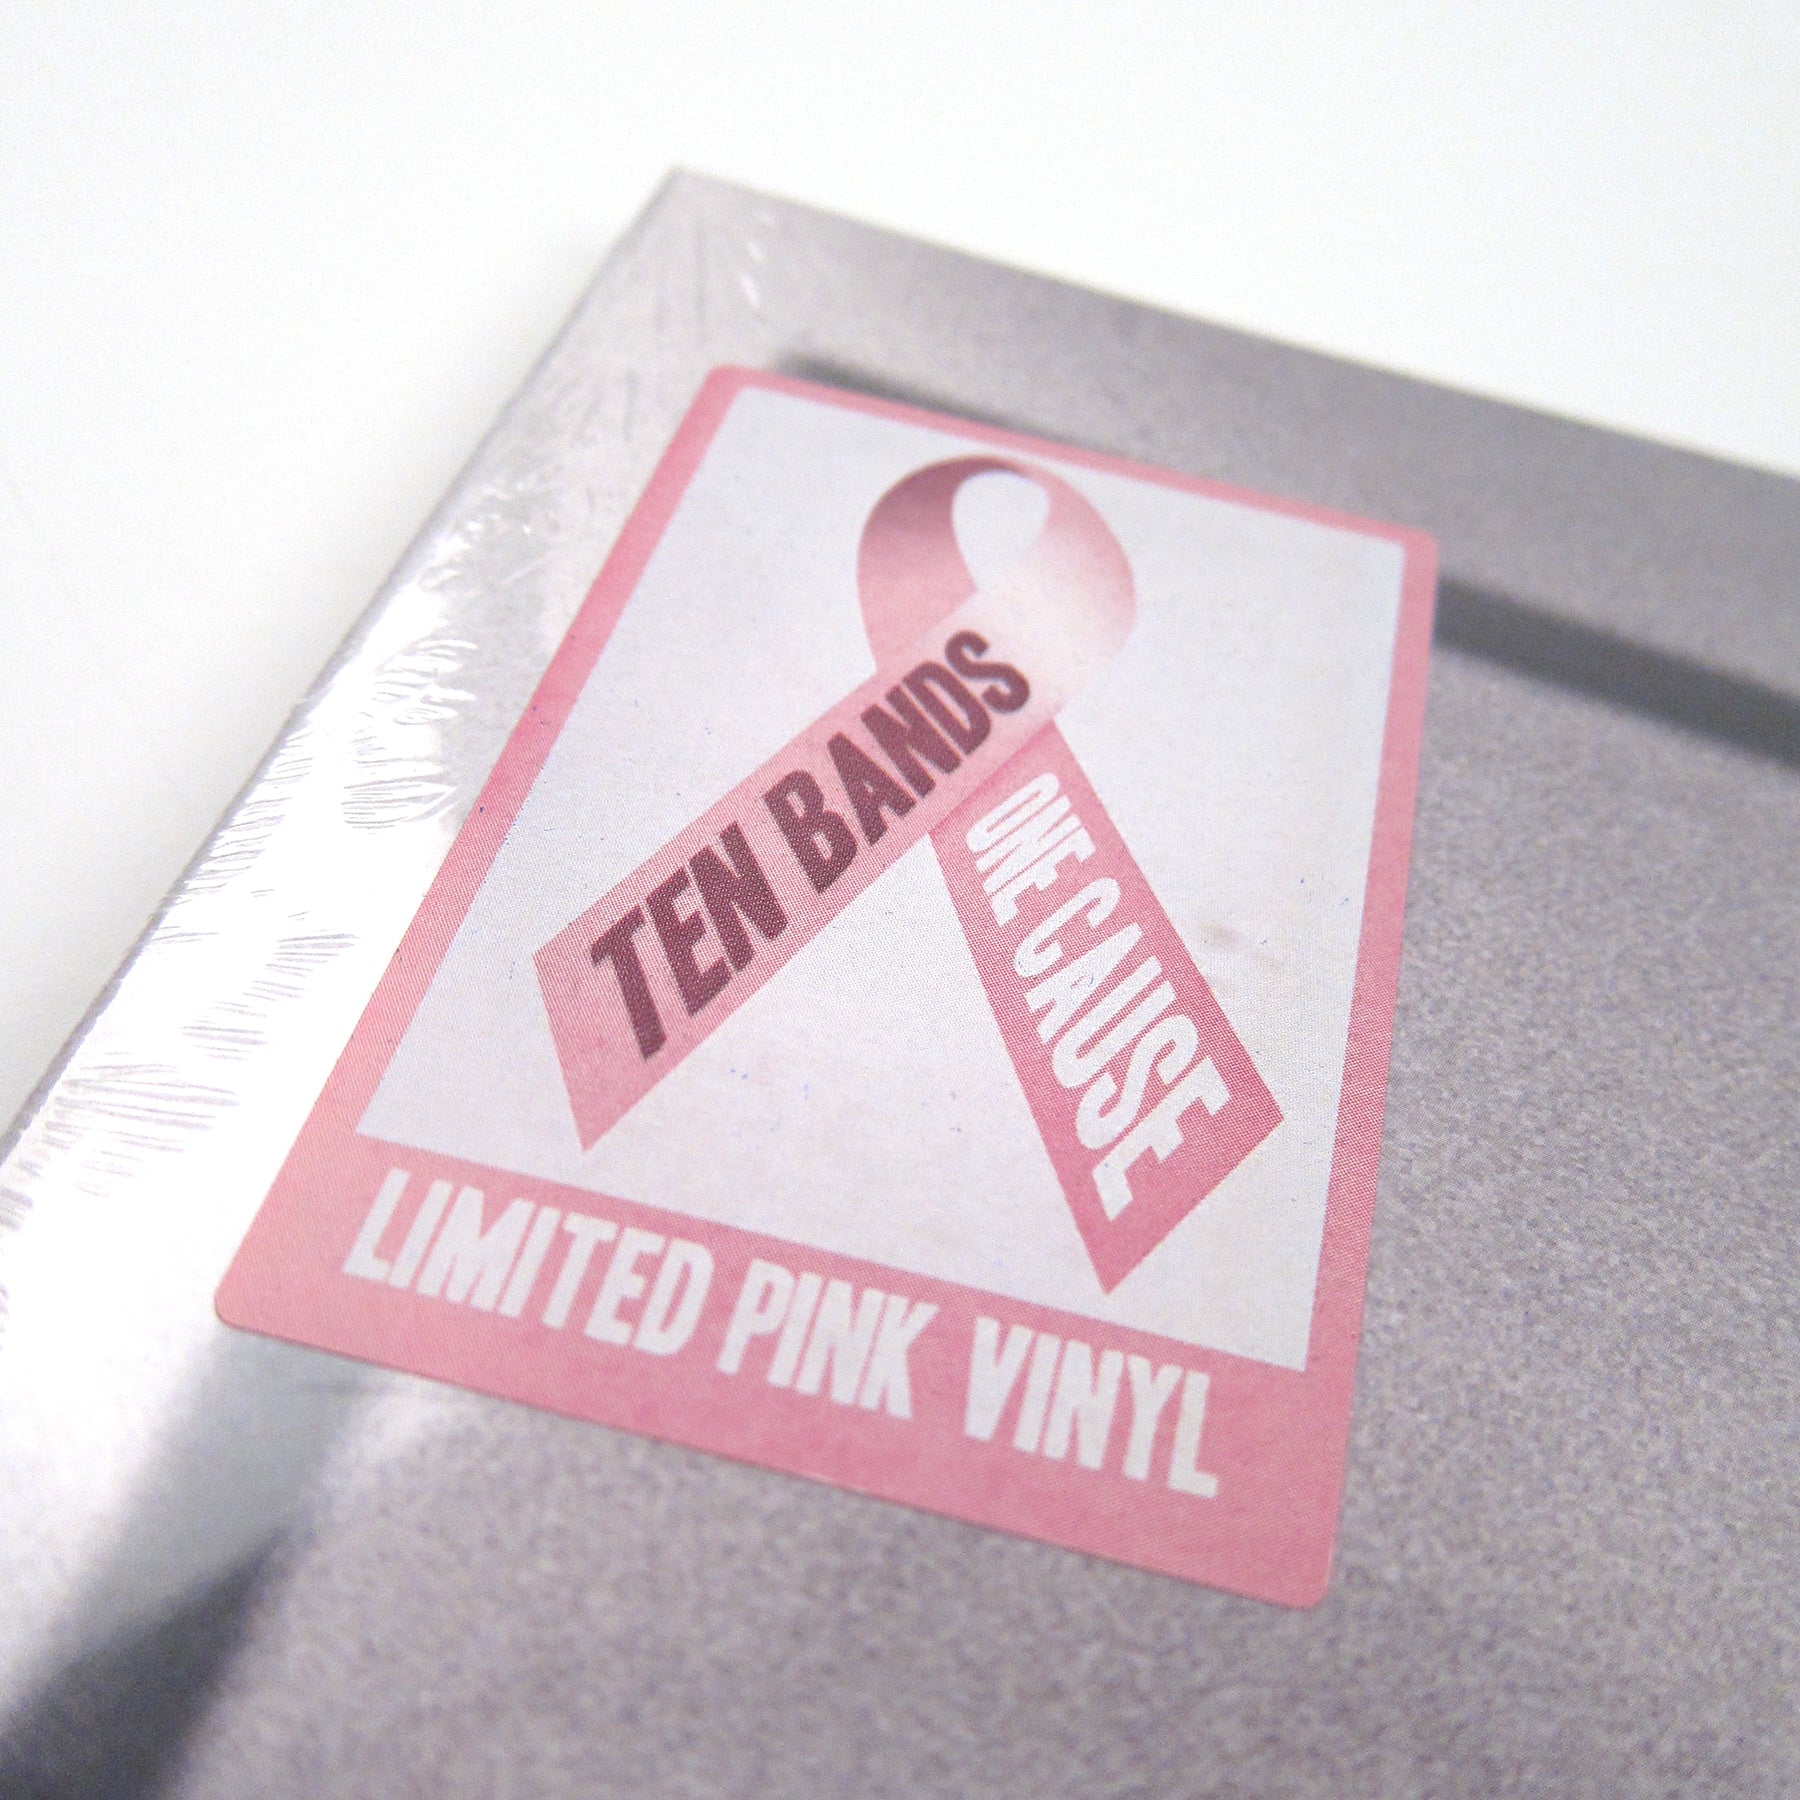 TEN BANDS
ONE CAUSE
LIMITED PINK VINYL